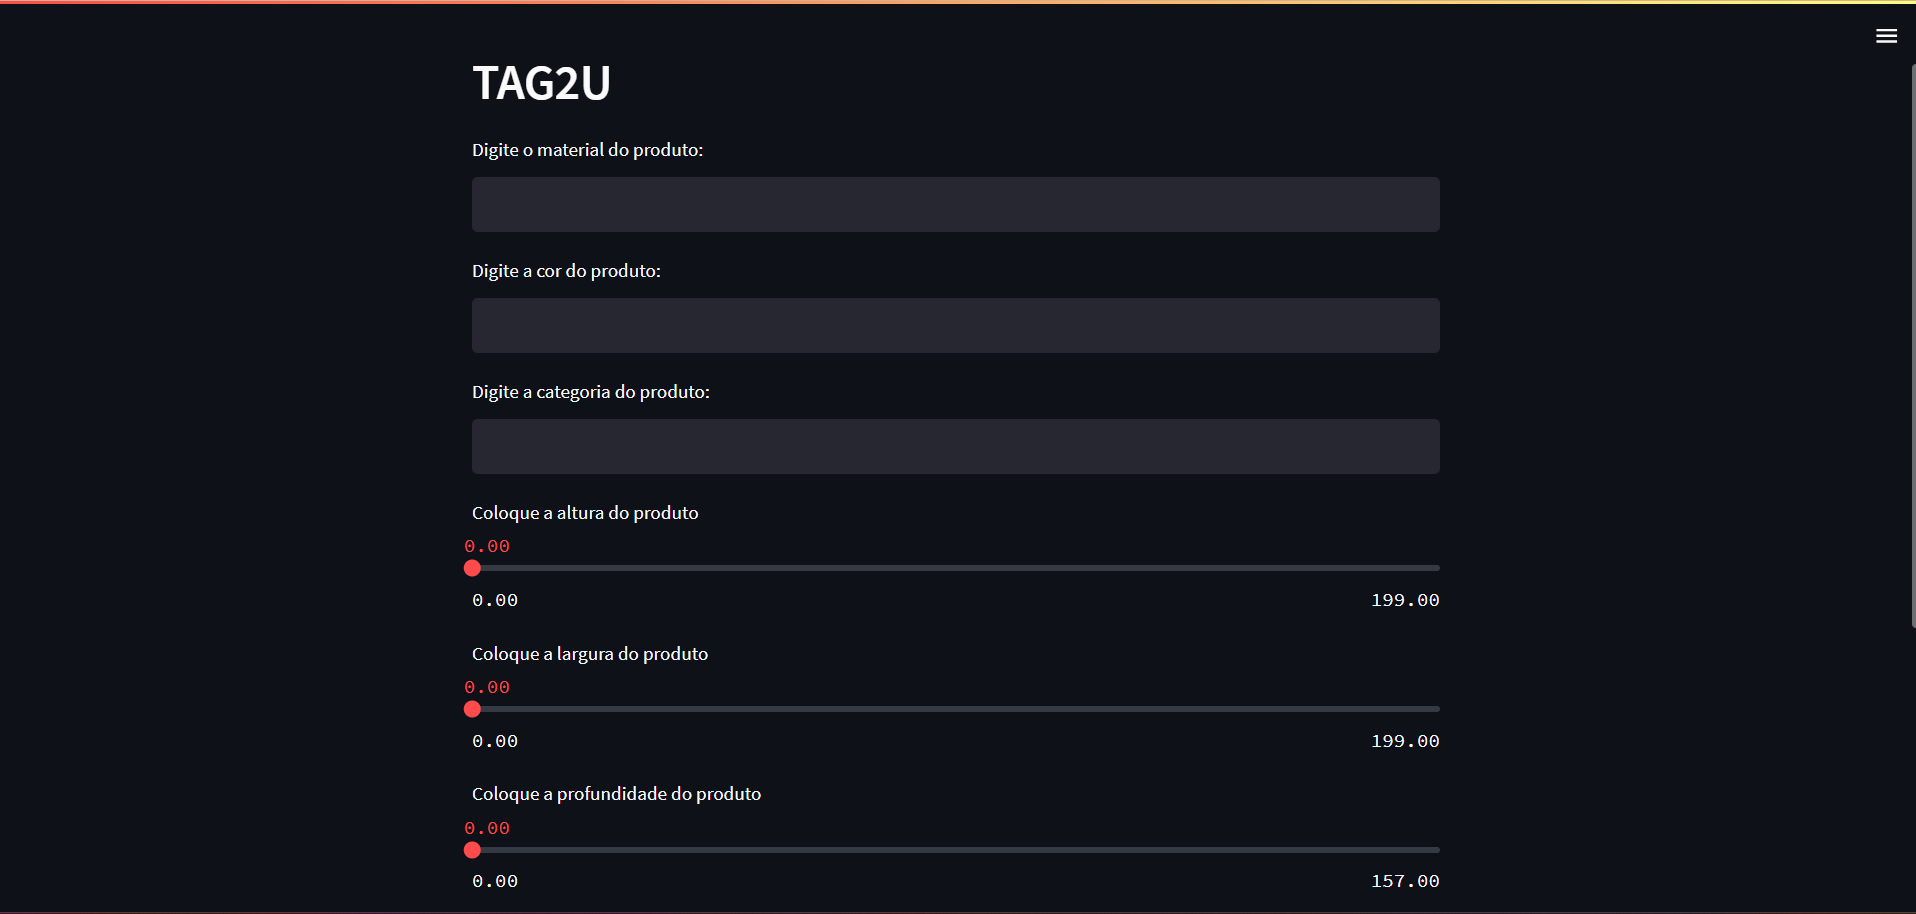 TAG2U
Digite o material do produto:
Digite a cor do produto:
Digite a categoria do produto:
Coloque a altura do produto
0.00
0.00 199.00
Coloque a largura do produto
0.00
0.00 199.00
Coloque a profundidade do produto
0.00
0.00 157.00